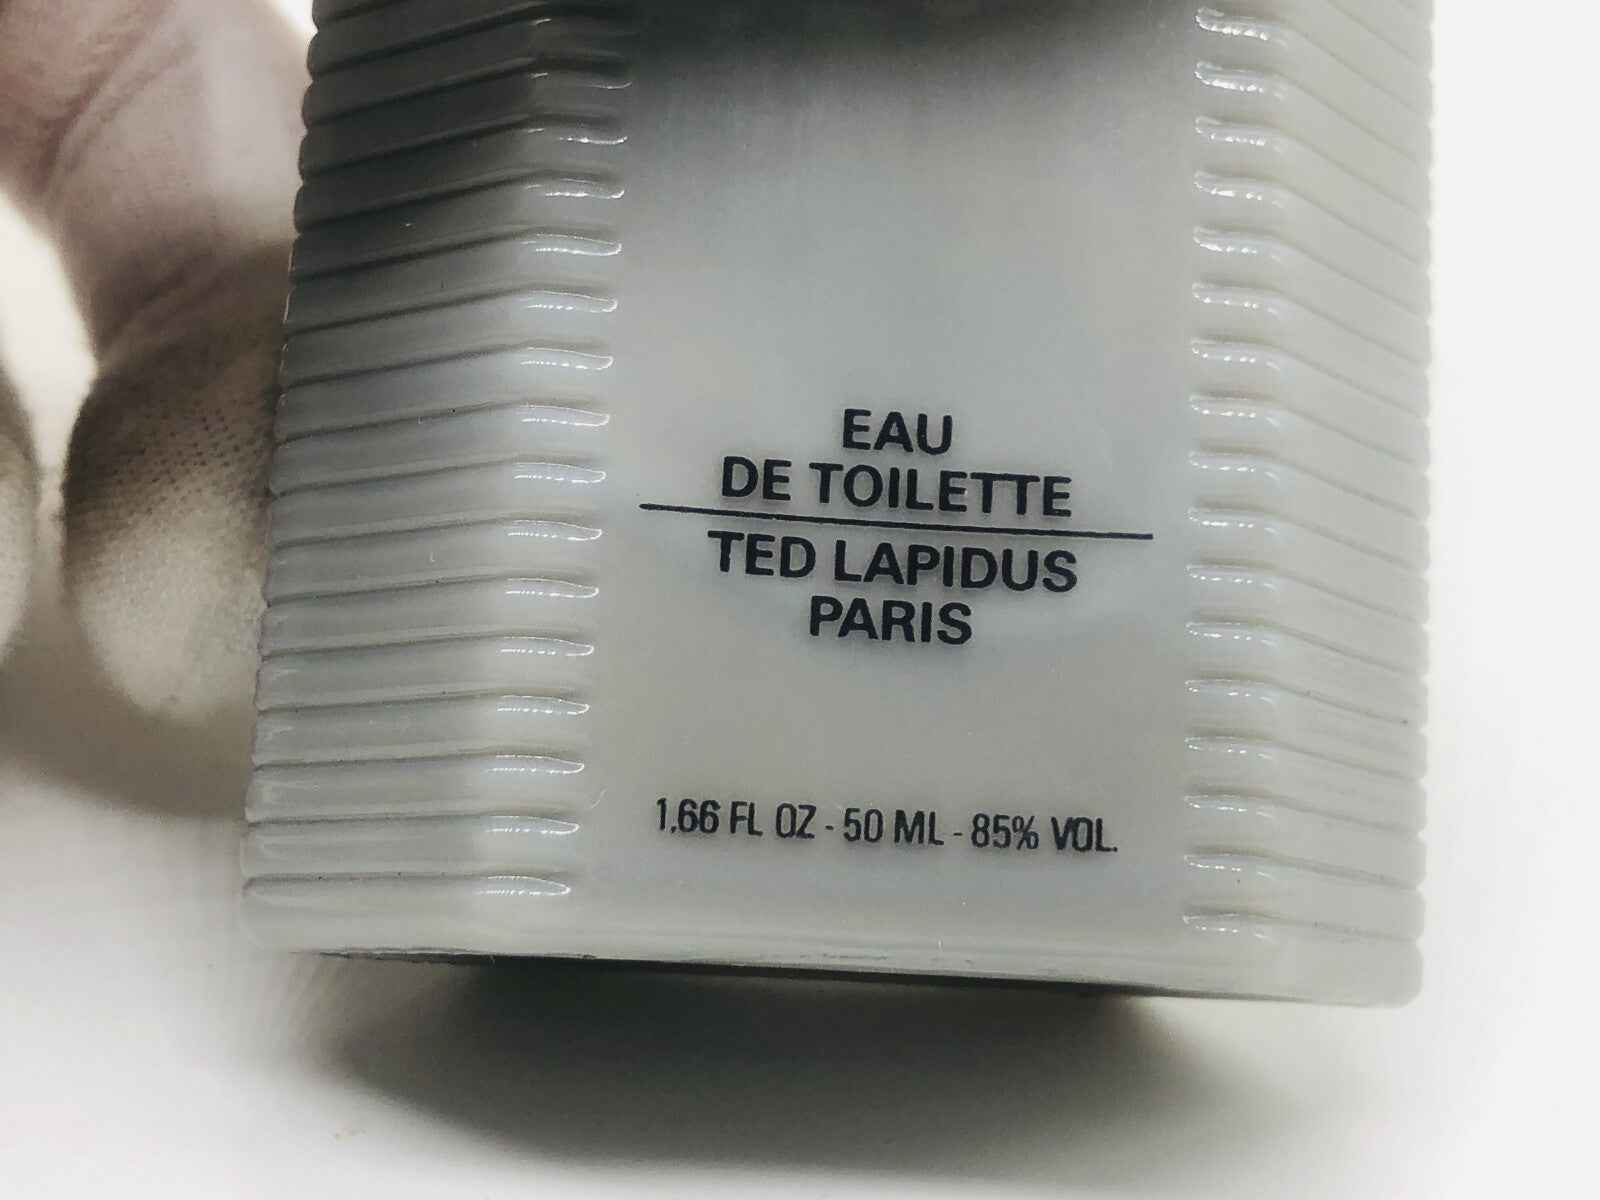 EAU
DE TOILETTE
TED LAPIDUS
PARIS
1.66 FL OZ - 50 ML - 85% VOL.